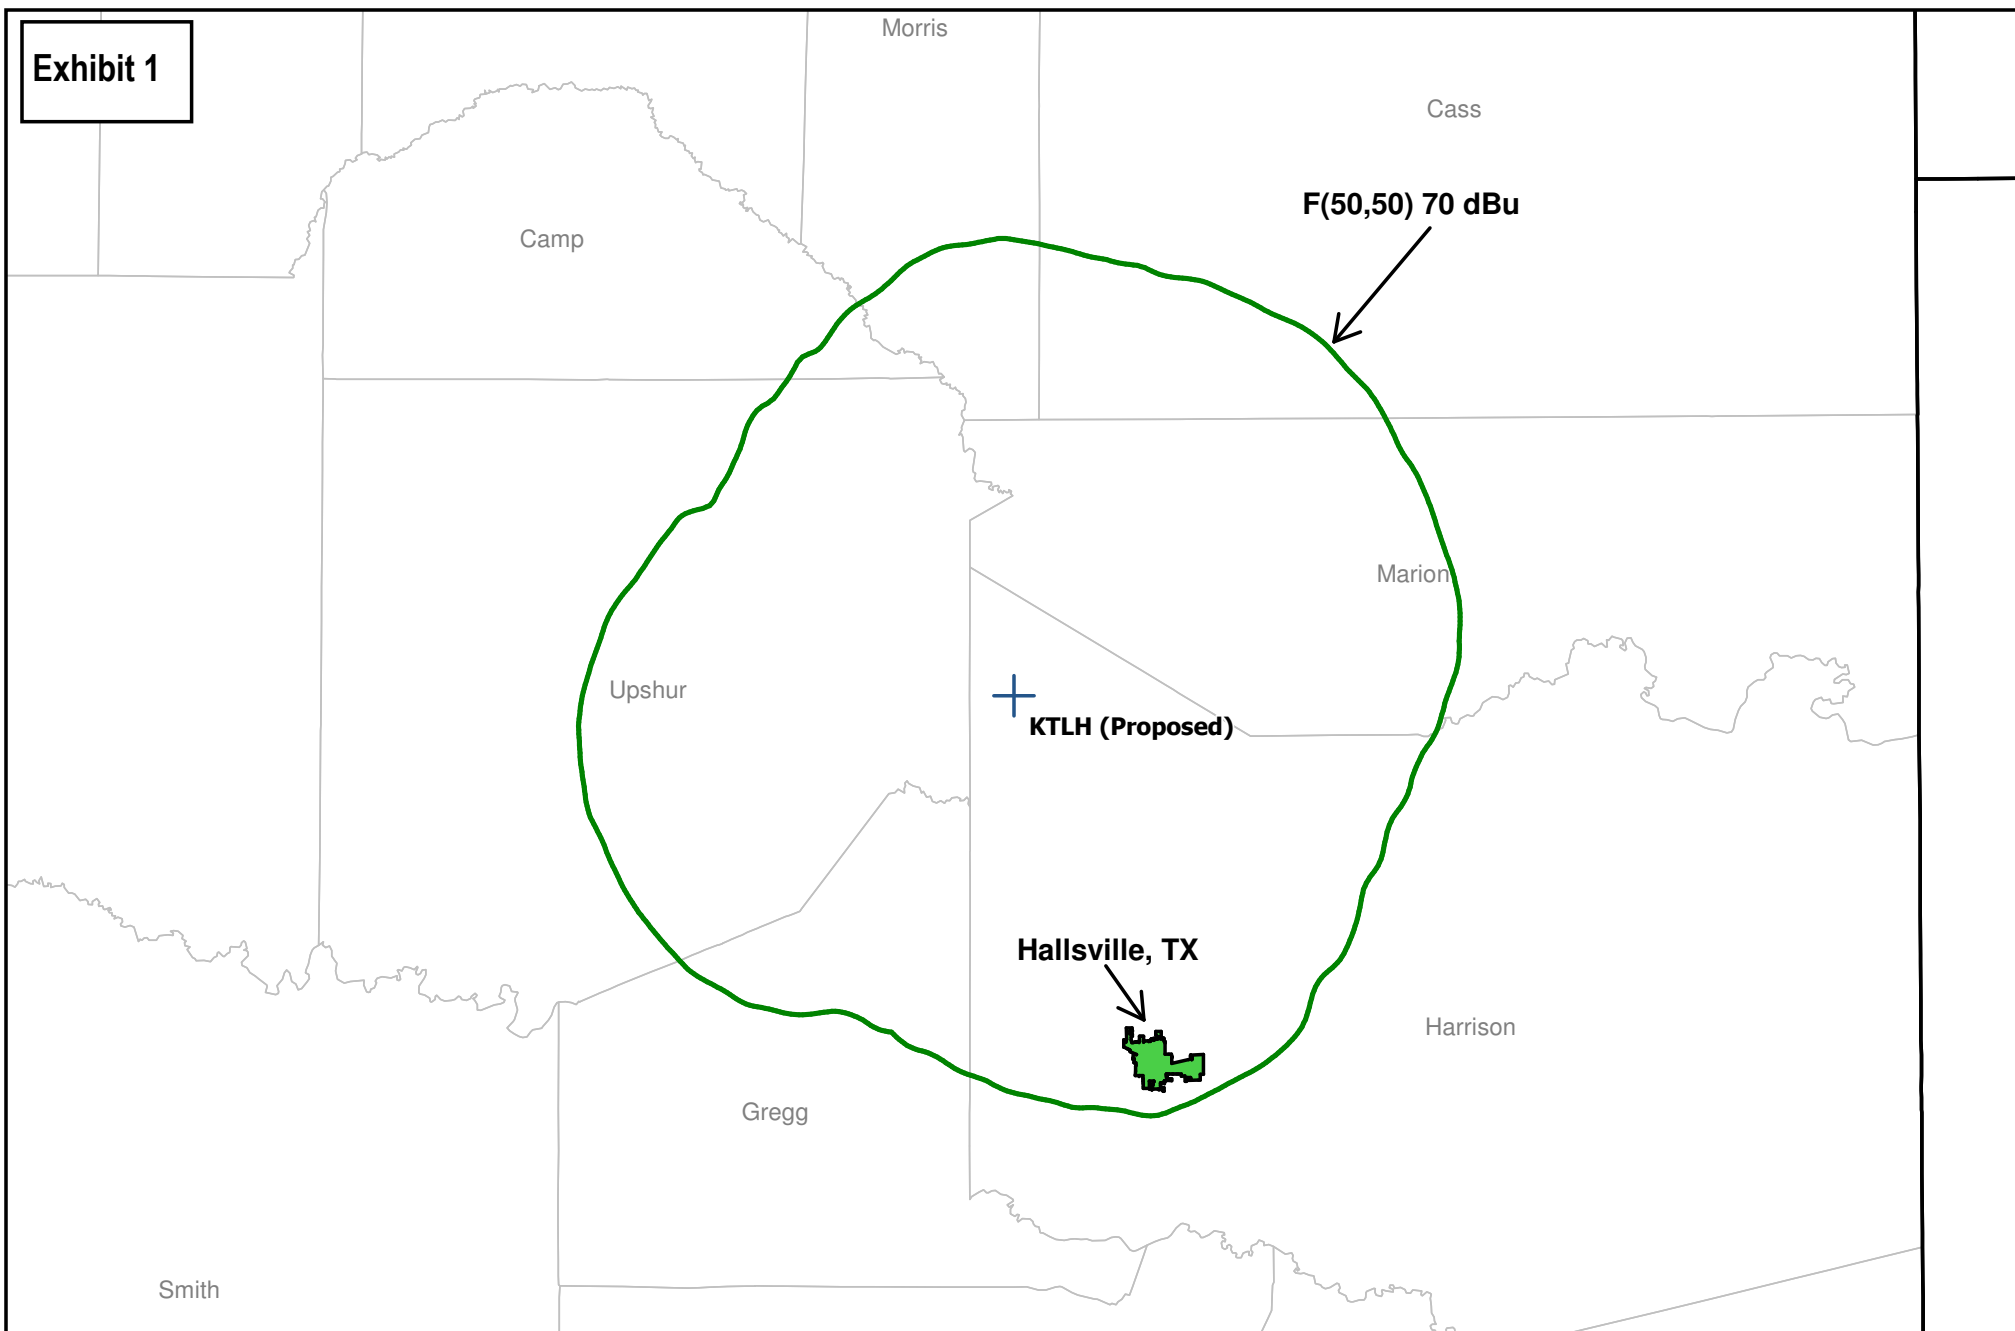 Morris
Exhibit 1
Cass
F(50,50) 70 dBu
Camp
Marion
Upshur
KTLH (Proposed)
Hallsville, TX
Harrison
Gregg
Smith